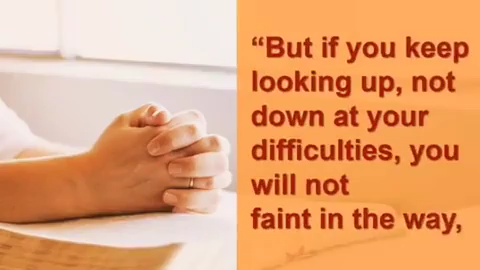 “But if you keep
looking up, not
down at your
difficulties, you
will not
faint in the way,